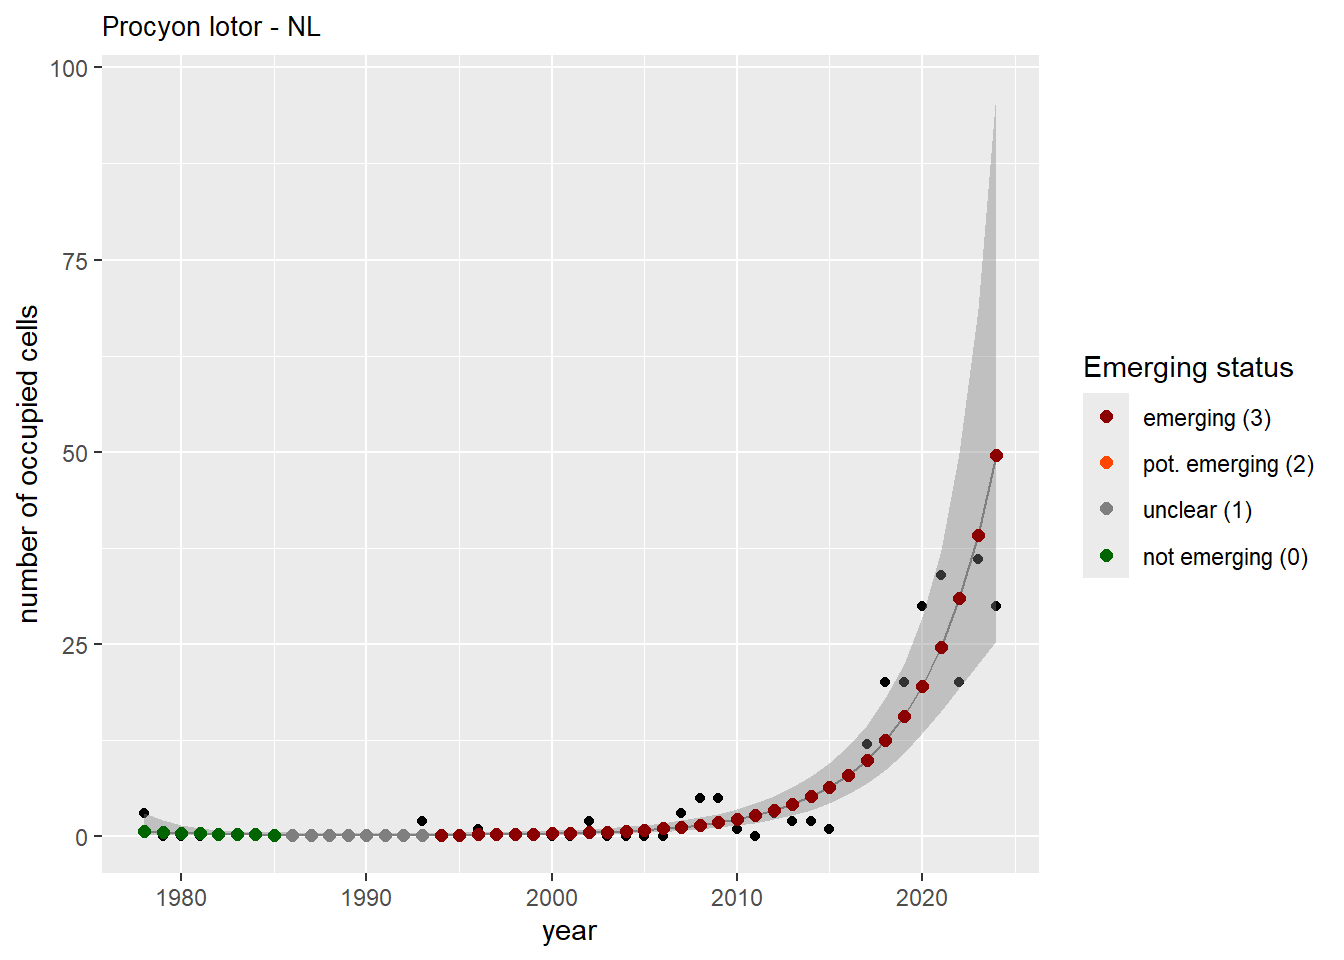 Procyon lotor - NL
100
75
50
25
0
number of occupied cells
1980
1990
2000
2010
2020
year
Emerging status
emerging (3)
pot. emerging (2)
unclear (1)
not emerging (0)